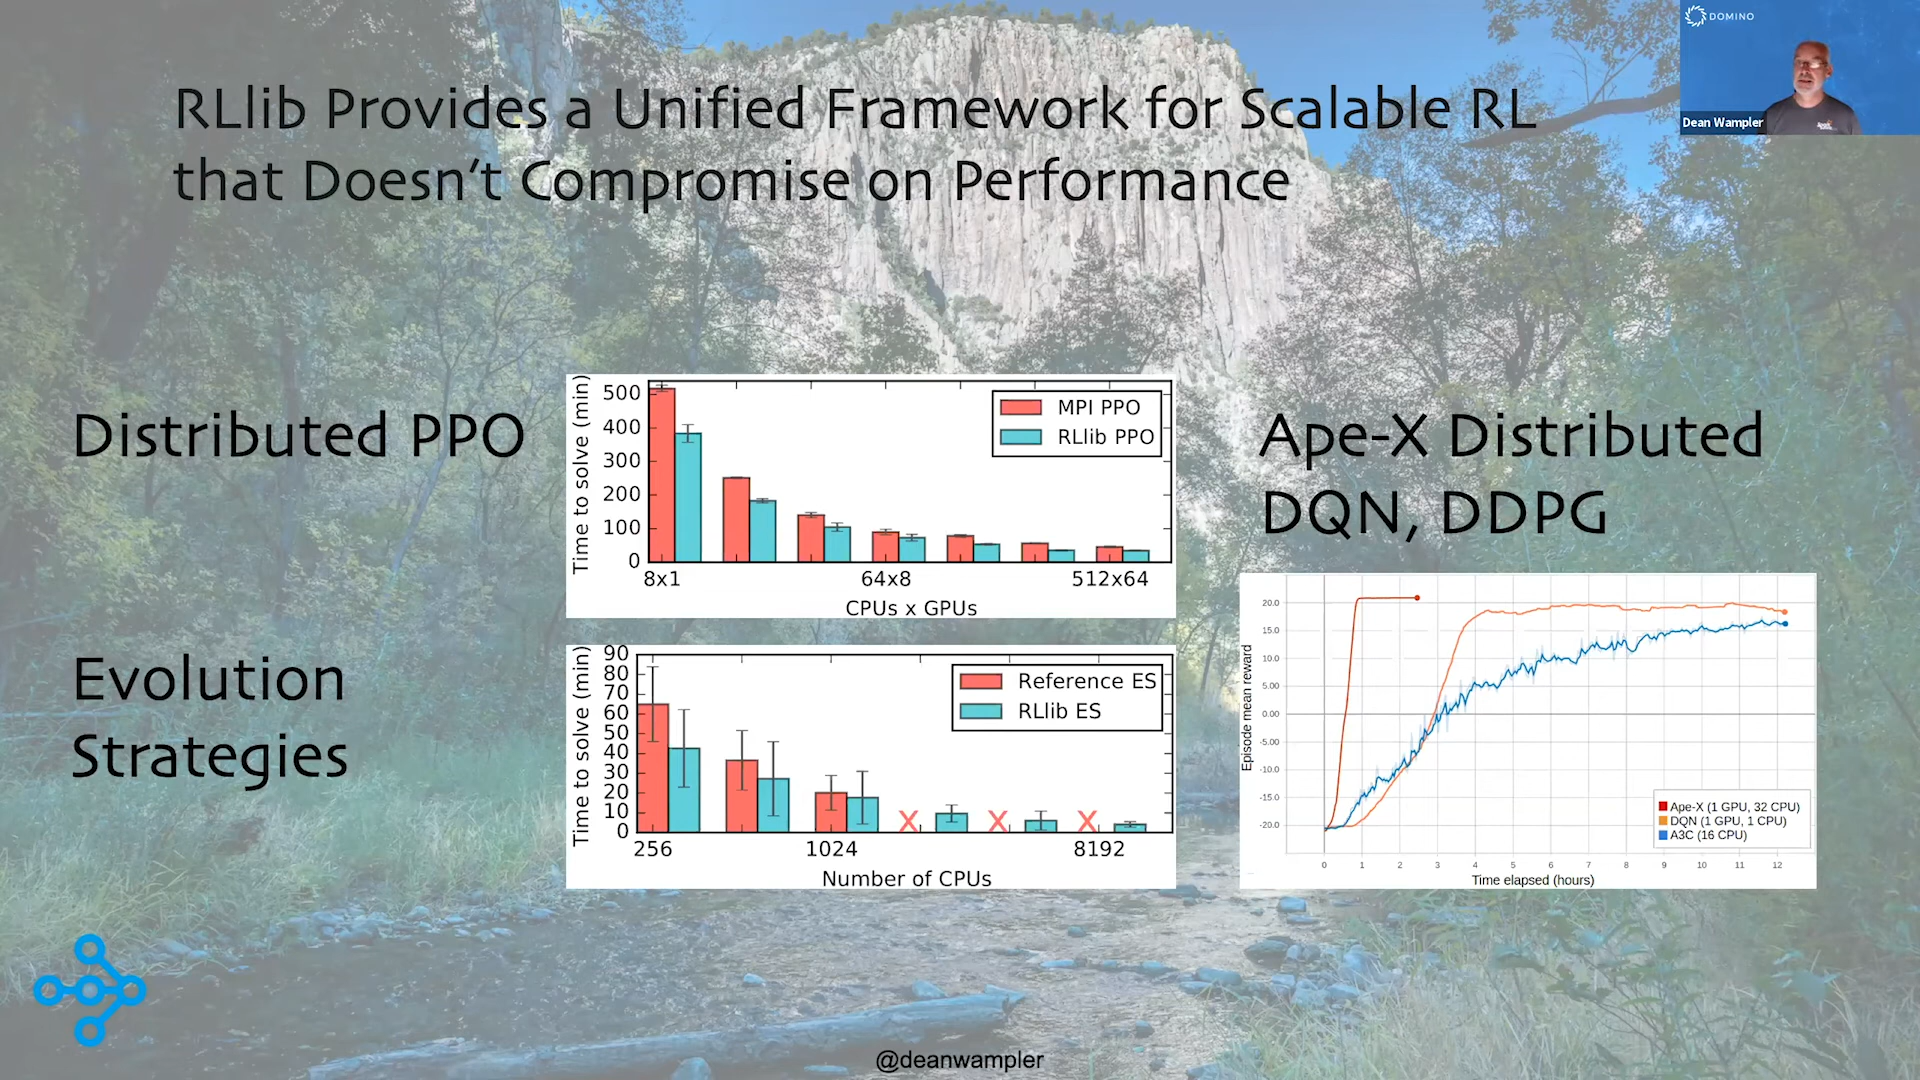 DOMINO
Dean Wampler
RLlib Provides a Unified Framework for Scalable RL
that Doesn't Compromise on Performance
Distributed PPO
Time to solve (min)
500
400
300
200
100
0
MPI PPO
RLlib PPO
8x1
64x8
512x64
CPUs x GPUs
Evolution
Strategies
Time to solve (min)
90
80
70
60
50
40
30
20
10
0
Reference ES
RLlib ES
X X X
256
1024
8192
Number of CPUs
Ape-X Distributed
DQN, DDPG
Episode mean reward
20.0
15.0
10.0
5.00
0.00
-5.00
-10.0
-15.0
-20.0
Ape-X (1 GPU, 32 CPU)
DQN (1 GPU, 1 CPU)
A3C (16 CPU)
0 1 2 3 4 5 6 7 8 9 10 11 12
Time elapsed (hours)
@deanwampler